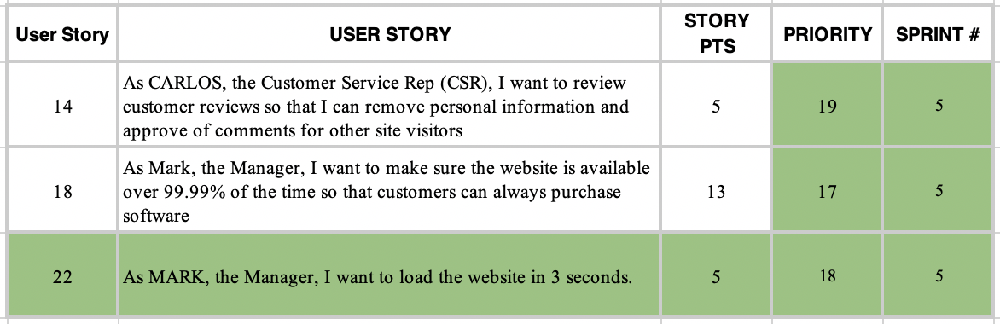 User Story USER STORY STORY PTS PRIORITY SPRINT #
14 As CARLOS, the Customer Service Rep (CSR), I want to review
customer reviews so that I can remove personal information and
approve of comments for other site visitors 5 19 5
18 As Mark, the Manager, I want to make sure the website is available
over 99.99% of the time so that customers can always purchase
software 13 17 5
22 As MARK, the Manager, I want to load the website in 3 seconds. 5 18 5